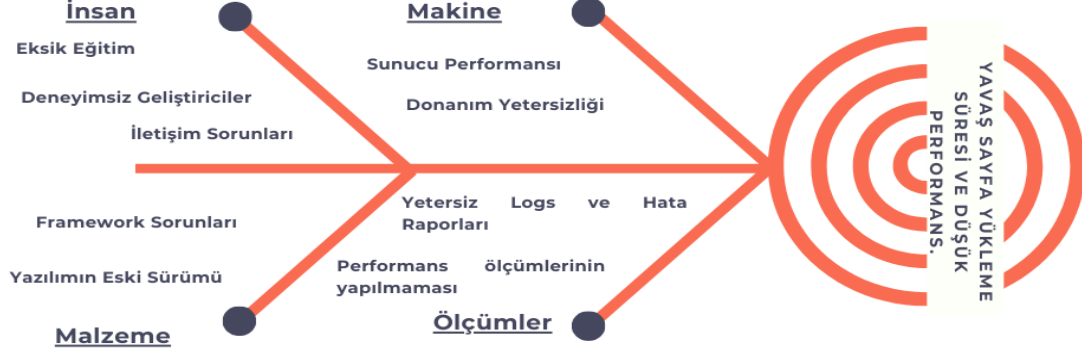 İnsan
Eksik Eğitim
Deneyimsiz Geliştiriciler
İletişim Sorunları
Makine
Sunucu Performansı
Donanım Yetersizliği
Framework Sorunları
Yazılımın Eski Sürümü
Malzeme
Yetersiz Logs ve Hata
Raporları
Performans ölçümlerinin
yapılmaması
Ölçümler
YAVAŞ SAYFA YÜKLEME
SÜRESİ VE DÜŞÜK
PERFORMANS.